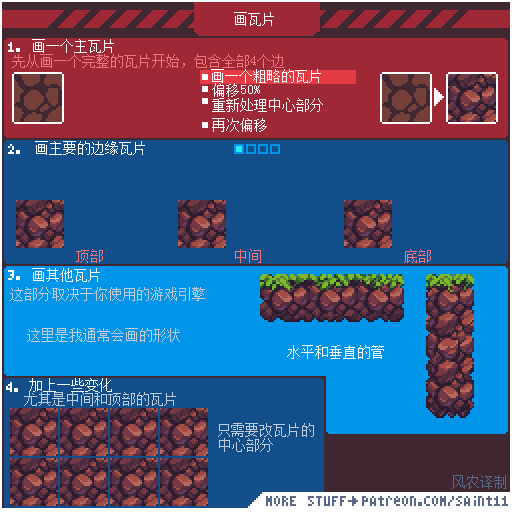 画瓦片
1. 画一个主瓦片
先从画一个完整的瓦片开始，包含全部4个边
画一个粗略的瓦片
偏移50%
重新处理中心部分
再次偏移
2. 画主要的边缘瓦片
顶部
中间
底部
3. 画其他瓦片
这部分取决于你使用的游戏引擎
这里是我通常会画的形状
水平和垂直的管
4. 加上一些变化
尤其是中间和顶部的瓦片
只需要改瓦片的
中心部分
风农译制
MORE STUFF→PATREON.COM/SAINT11